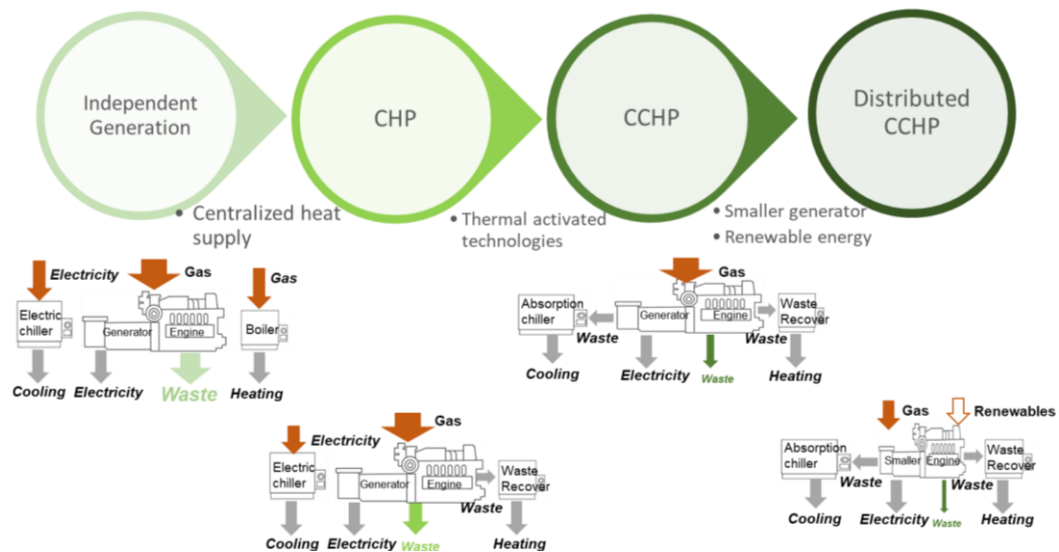 Independent
Generation
CHP
CCHP
Distributed
CCHP
• Centralized heat
supply
• Thermal activated
technologies
• Smaller generator
• Renewable energy
Electricity
Gas
Gas
Electric
chiller
Generator
Engine
Boiler
Cooling
Electricity
Waste
Heating
Gas
Absorption
chiller
Generator
Engine
Waste
Recover
Waste
Waste
Cooling
Electricity
Waste
Heating
Electricity
Gas
Electric
chiller
Generator
Engine
Waste
Recover
Waste
Cooling
Electricity
Waste
Heating
Gas
Renewables
Absorption
chiller
Smaller
Engine
Waste
Recover
Waste
Waste
Cooling
Electricity
Waste
Heating